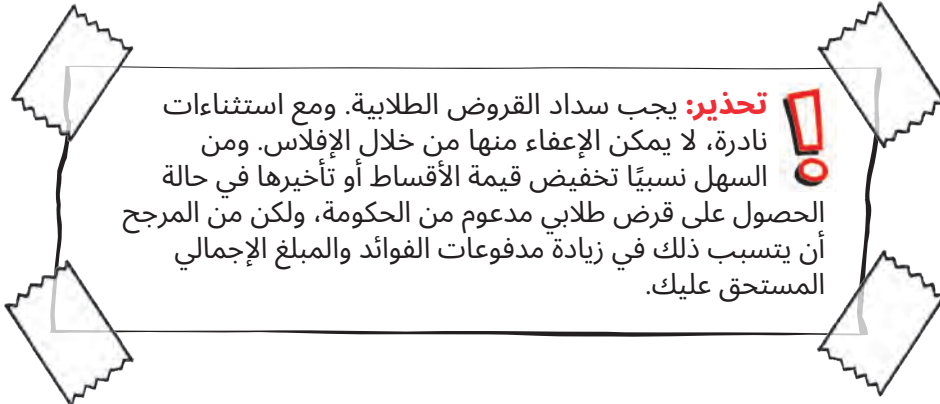 تحذير: يجب سداد القروض الطلابية. ومع استثناءات
نادرة، لا يمكن الإعفاء منها من خلال الإفلاس. ومن
السهل نسبيًا تخفيض قيمة الأقساط أو تأخيرها في حالة
الحصول على قرض طلابي مدعوم من الحكومة، ولكن من المرجح
أن يتسبب ذلك في زيادة مدفوعات الفوائد والمبلغ الإجمالي
المستحق عليك.